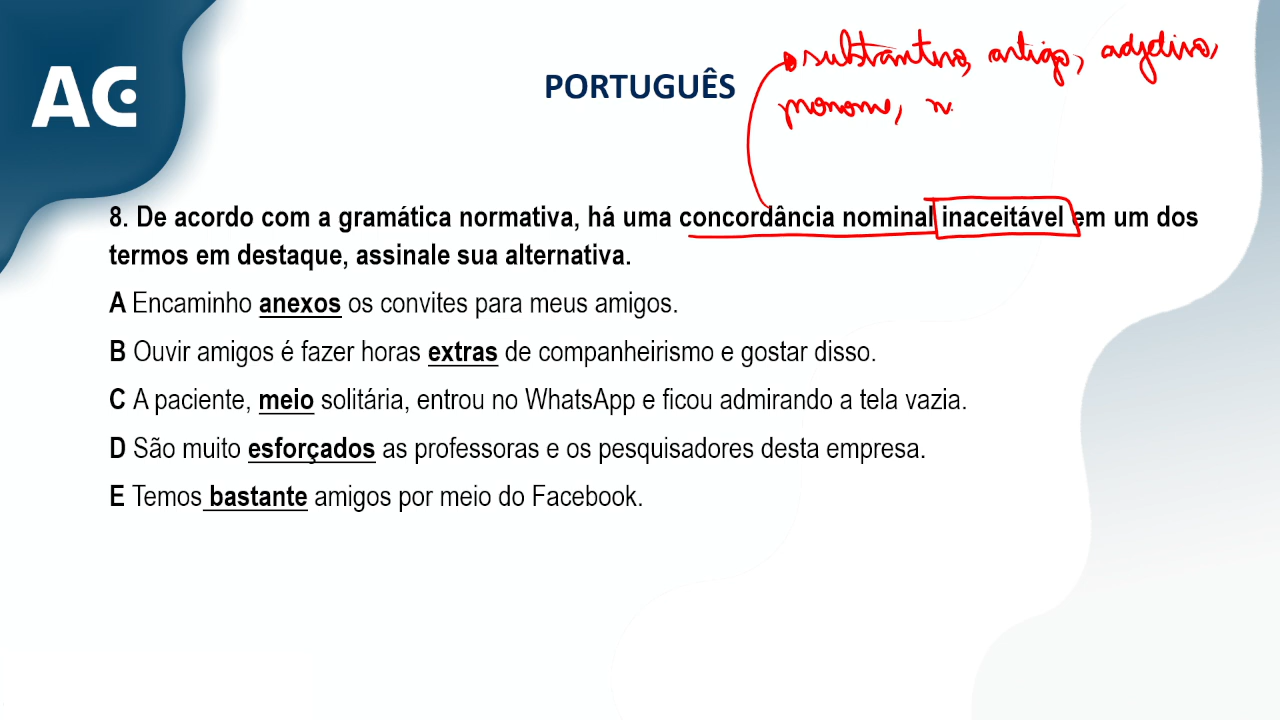 AC
PORTUGUÊS
substantivo, artigo, adjetivo,
pronome, n
8. De acordo com a gramática normativa, há uma concordância nominal inaceitável em um dos
termos em destaque, assinale sua alternativa.
A Encaminho anexos os convites para meus amigos.
B Ouvir amigos é fazer horas extras de companheirismo e gostar disso.
C A paciente, meio solitária, entrou no WhatsApp e ficou admirando a tela vazia.
D São muito esforçados as professoras e os pesquisadores desta empresa.
E Temos bastante amigos por meio do Facebook.